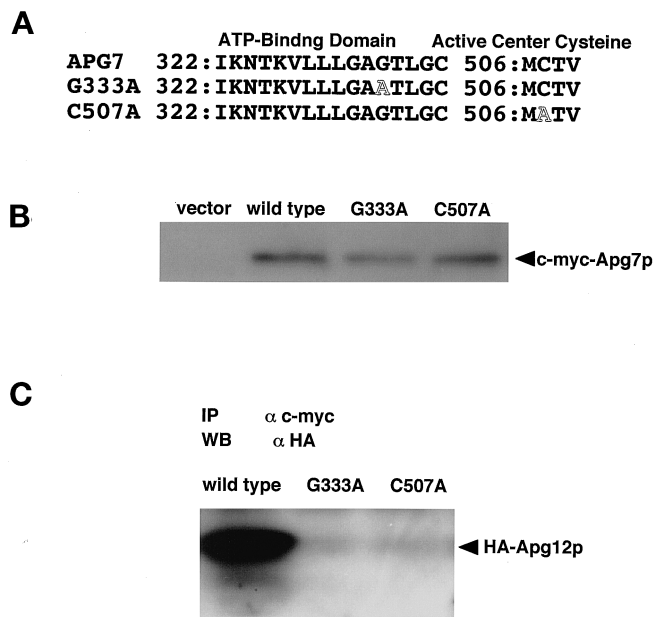 A
ATP-Bindng Domain Active Center Cysteine
APG7 322:IKNTKVLLLGAGTLGC 506:MCTV
G333A 322:IKNTKVLLLGAATLGC 506:MCTV
C507A 322:IKNTKVLLLGAGTLGC 506:MATV
B
vector wild type G333A C507A
c-myc-Apg7p
C
IP α c-myc
WB α HA
wild type G333A C507A
HA-Apg12p